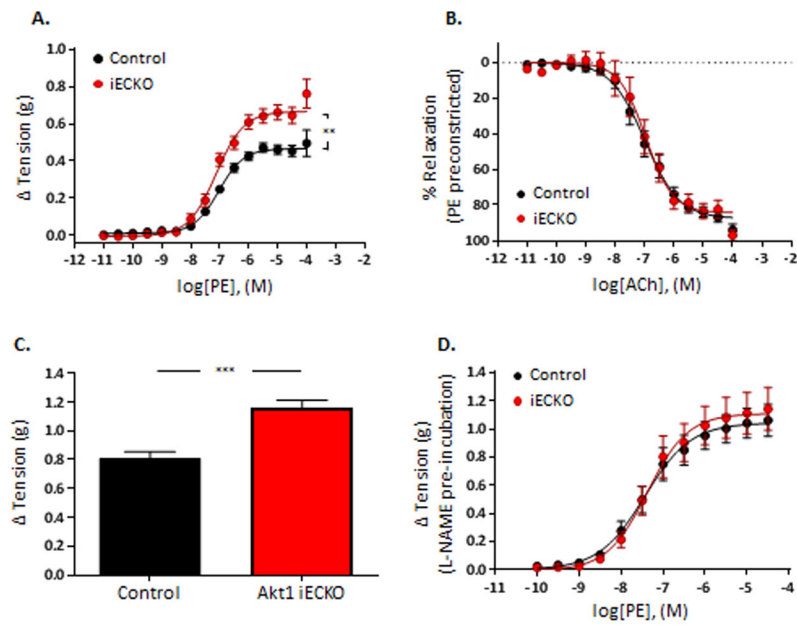 A.
Control
iECKO
Δ Tension (g)
1.0
0.8
0.6
0.4
0.2
0.0
**
-12 -11 -10 -9 -8 -7 -6 -5 -4 -3 -2
log[PE], (M)
B.
% Relaxation
(PE preconstricted)
0
20
40
60
80
100
Control
iECKO
-12 -11 -10 -9 -8 -7 -6 -5 -4 -3 -2
log[ACh], (M)
C.
Δ Tension (g)
1.4
1.2
1.0
0.8
0.6
0.4
0.2
0.0
***
Control Akt1 iECKO
D.
Δ Tension (g)
(L-NAME pre-incubation)
1.4
1.2
1.0
0.8
0.6
0.4
0.2
0.0
Control
iECKO
-11 -10 -9 -8 -7 -6 -5 -4
log[PE], (M)